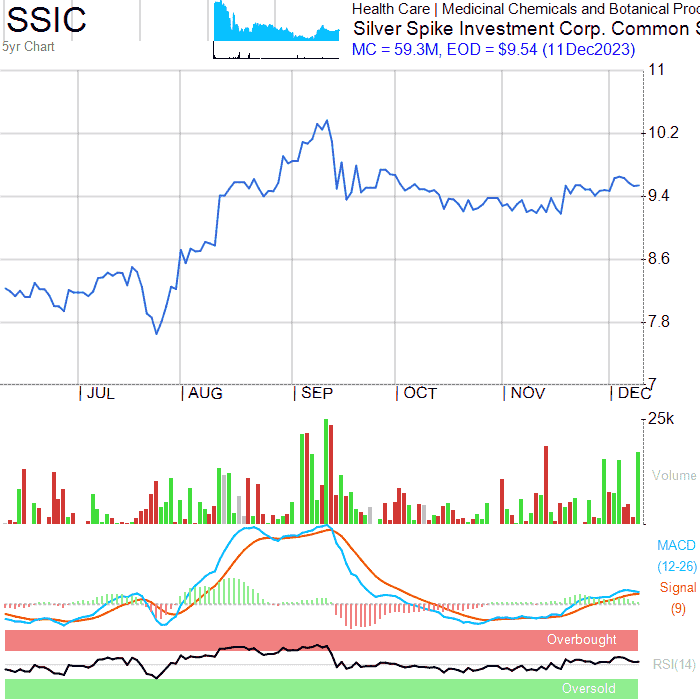 SSIC
5yr Chart
Health Care | Medicinal Chemicals and Botanical Pro
Silver Spike Investment Corp. Common S
MC = 59.3M, EOD = $9.54 (11Dec2023)
11
10.2
9.4
8.6
7.8
7
JUL AUG SEP OCT NOV DEC
25k
Volume
MACD
(12-26)
Signal
(9)
Overbought
RSI(14)
Oversold